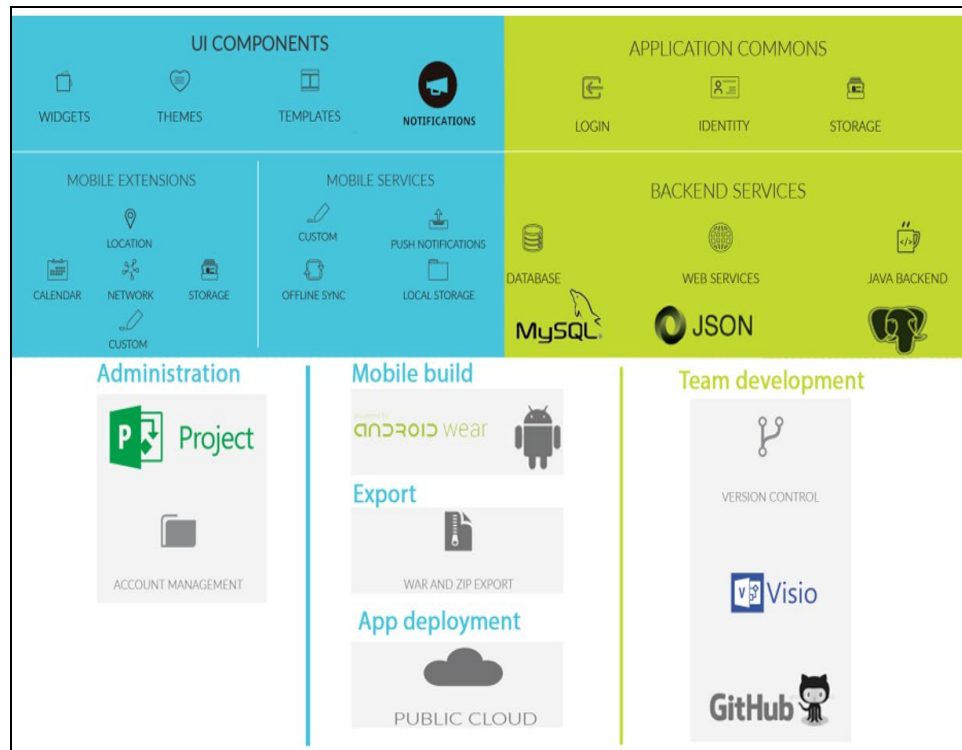 UI COMPONENTS
WIDGETS THEMES TEMPLATES NOTIFICATIONS
APPLICATION COMMONS
LOGIN IDENTITY STORAGE
MOBILE EXTENSIONS
LOCATION
CALENDAR NETWORK STORAGE
CUSTOM
MOBILE SERVICES
CUSTOM PUSH NOTIFICATIONS
OFFLINE SYNC LOCAL STORAGE
BACKEND SERVICES
DATABASE WEB SERVICES JAVA BACKEND
MySQL JSON
Administration
P Project
ACCOUNT MANAGEMENT
Mobile build
android wear
Export
WAR AND ZIP EXPORT
App deployment
PUBLIC CLOUD
Team development
VERSION CONTROL
V Visio
GitHub